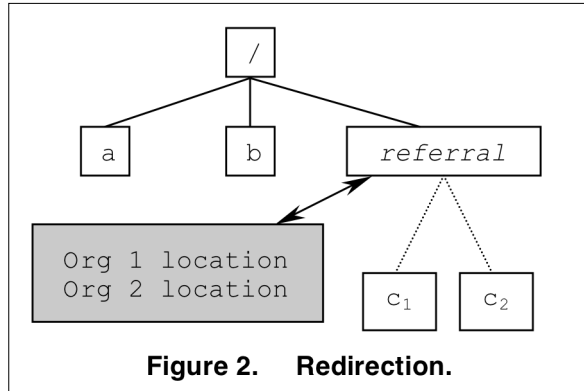 /
a
b
referral
Org 1 location
Org 2 location
c₁
c₂
Figure 2. Redirection.